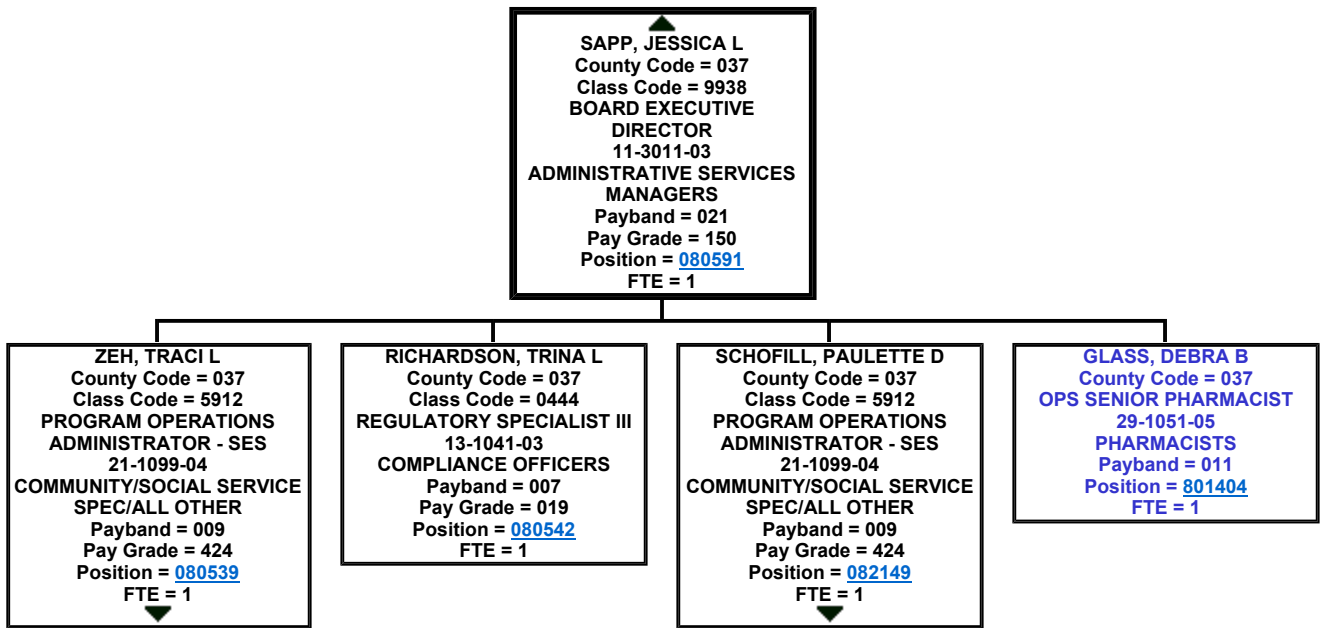 SAPP, JESSICA L
County Code = 037
Class Code = 9938
BOARD EXECUTIVE
DIRECTOR
11-3011-03
ADMINISTRATIVE SERVICES
MANAGERS
Payband = 021
Pay Grade = 150
Position = 080591
FTE = 1
ZEH, TRACI L
County Code = 037
Class Code = 5912
PROGRAM OPERATIONS
ADMINISTRATOR - SES
21-1099-04
COMMUNITY/SOCIAL SERVICE
SPEC/ALL OTHER
Payband = 009
Pay Grade = 424
Position = 080539
FTE = 1
RICHARDSON, TRINA L
County Code = 037
Class Code = 0444
REGULATORY SPECIALIST III
13-1041-03
COMPLIANCE OFFICERS
Payband = 007
Pay Grade = 019
Position = 080542
FTE = 1
SCHOFILL, PAULETTE D
County Code = 037
Class Code = 5912
PROGRAM OPERATIONS
ADMINISTRATOR - SES
21-1099-04
COMMUNITY/SOCIAL SERVICE
SPEC/ALL OTHER
Payband = 009
Pay Grade = 424
Position = 082149
FTE = 1
GLASS, DEBRA B
County Code = 037
OPS SENIOR PHARMACIST
29-1051-05
PHARMACISTS
Payband = 011
Position = 801404
FTE = 1